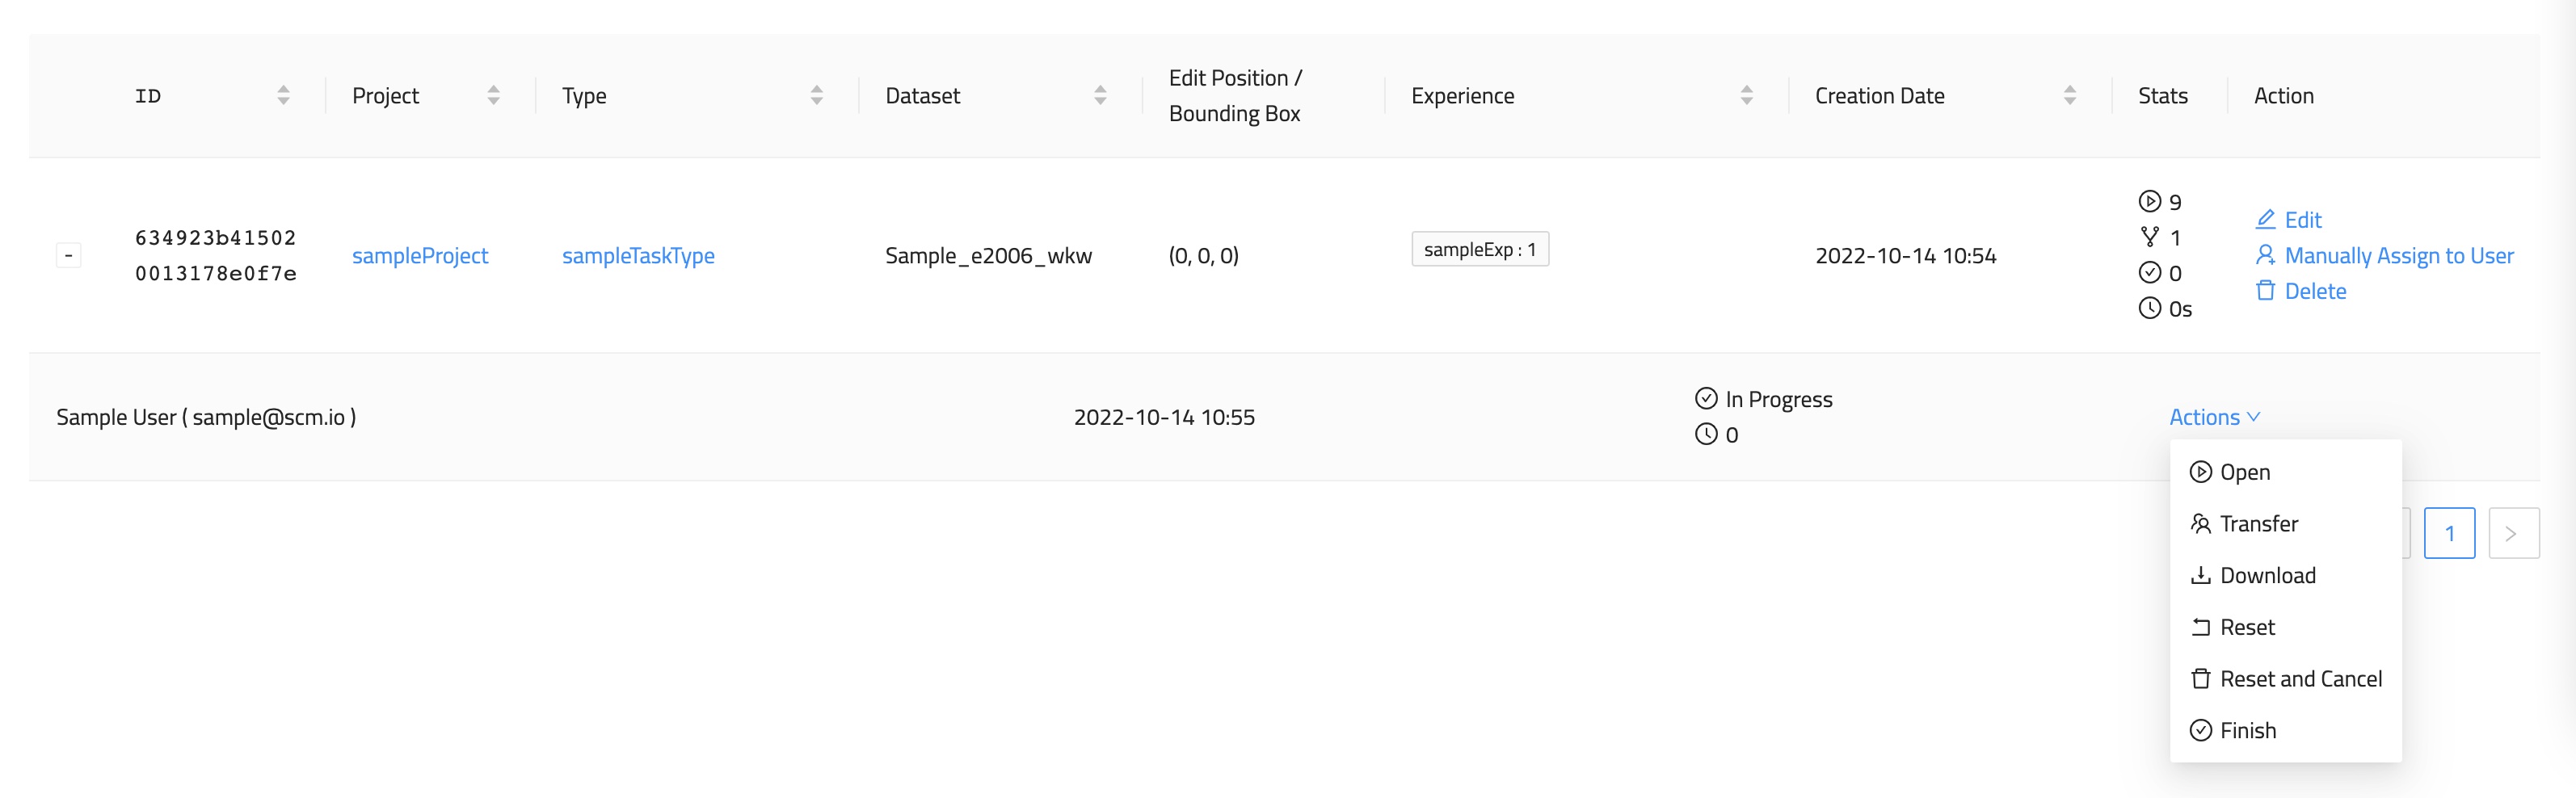 ID
Project
Type
Dataset
Edit Position /
Bounding Box
Experience
Creation Date
Stats
Action
-
634923b41502
0013178e0f7e
sampleProject
sampleTaskType
Sample_e2006_wkw
(0, 0, 0)
sampleExp : 1
2022-10-14 10:54
9
1
0
0s
Edit
Manually Assign to User
Delete
Sample User ( sample@scm.io )
2022-10-14 10:55
In Progress
0
Actions
Open
Transfer
Download
Reset
Reset and Cancel
Finish
1
>